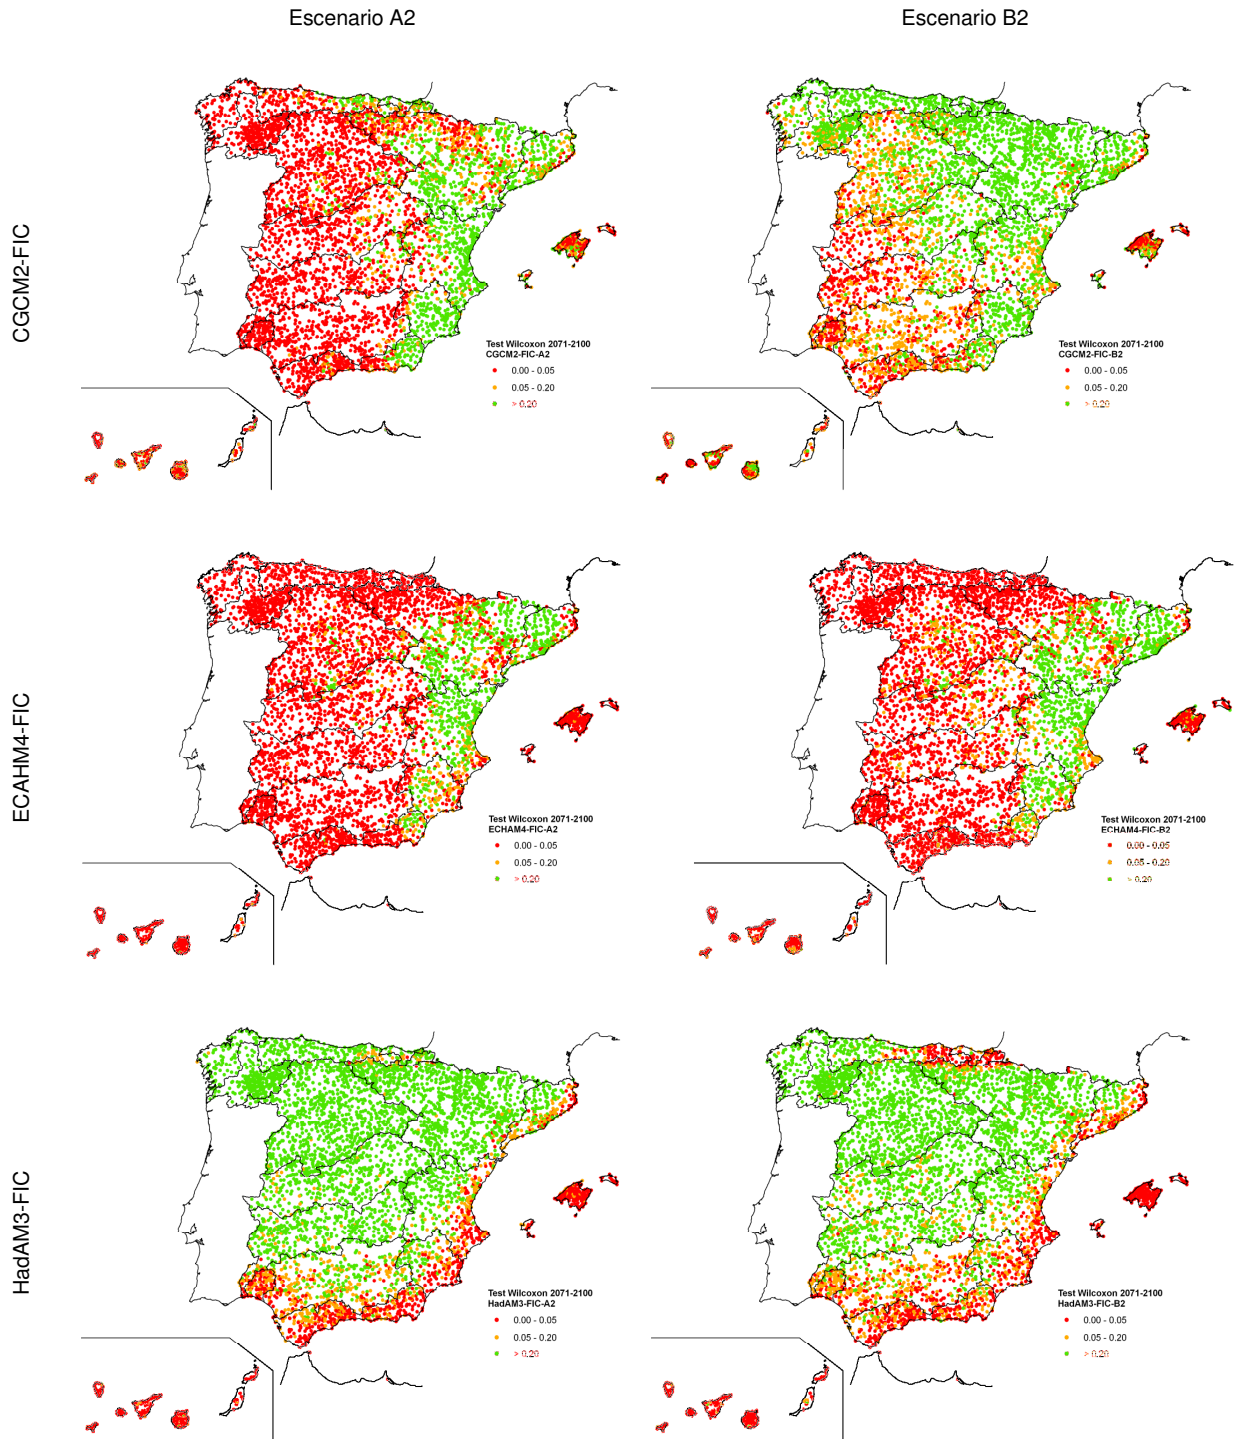 Escenario A2
Escenario B2
CGCM2-FIC
Test Wilcoxon 2071-2100
CGCM2-FIC-A2
0.00 - 0.05
0.05 - 0.20
> 0.20
Test Wilcoxon 2071-2100
CGCM2-FIC-B2
0.00 - 0.05
0.05 - 0.20
> 0.20
ECAHM4-FIC
Test Wilcoxon 2071-2100
ECHAM4-FIC-A2
0.00 - 0.05
0.05 - 0.20
> 0.20
Test Wilcoxon 2071-2100
ECHAM4-FIC-B2
0.00 - 0.05
0.05 - 0.20
> 0.20
HadAM3-FIC
Test Wilcoxon 2071-2100
HadAM3-FIC-A2
0.00 - 0.05
0.05 - 0.20
> 0.20
Test Wilcoxon 2071-2100
HadAM3-FIC-B2
0.00 - 0.05
0.05 - 0.20
> 0.20